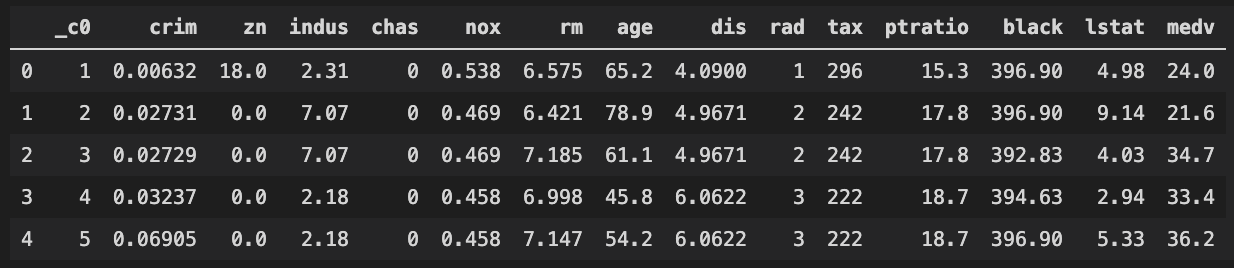 _c0 crim zn indus chas nox rm age dis rad tax ptratio black lstat medv
0 1 0.00632 18.0 2.31 0 0.538 6.575 65.2 4.0900 1 296 15.3 396.90 4.98 24.0
1 2 0.02731 0.0 7.07 0 0.469 6.421 78.9 4.9671 2 242 17.8 396.90 9.14 21.6
2 3 0.02729 0.0 7.07 0 0.469 7.185 61.1 4.9671 2 242 17.8 392.83 4.03 34.7
3 4 0.03237 0.0 2.18 0 0.458 6.998 45.8 6.0622 3 222 18.7 394.63 2.94 33.4
4 5 0.06905 0.0 2.18 0 0.458 7.147 54.2 6.0622 3 222 18.7 396.90 5.33 36.2